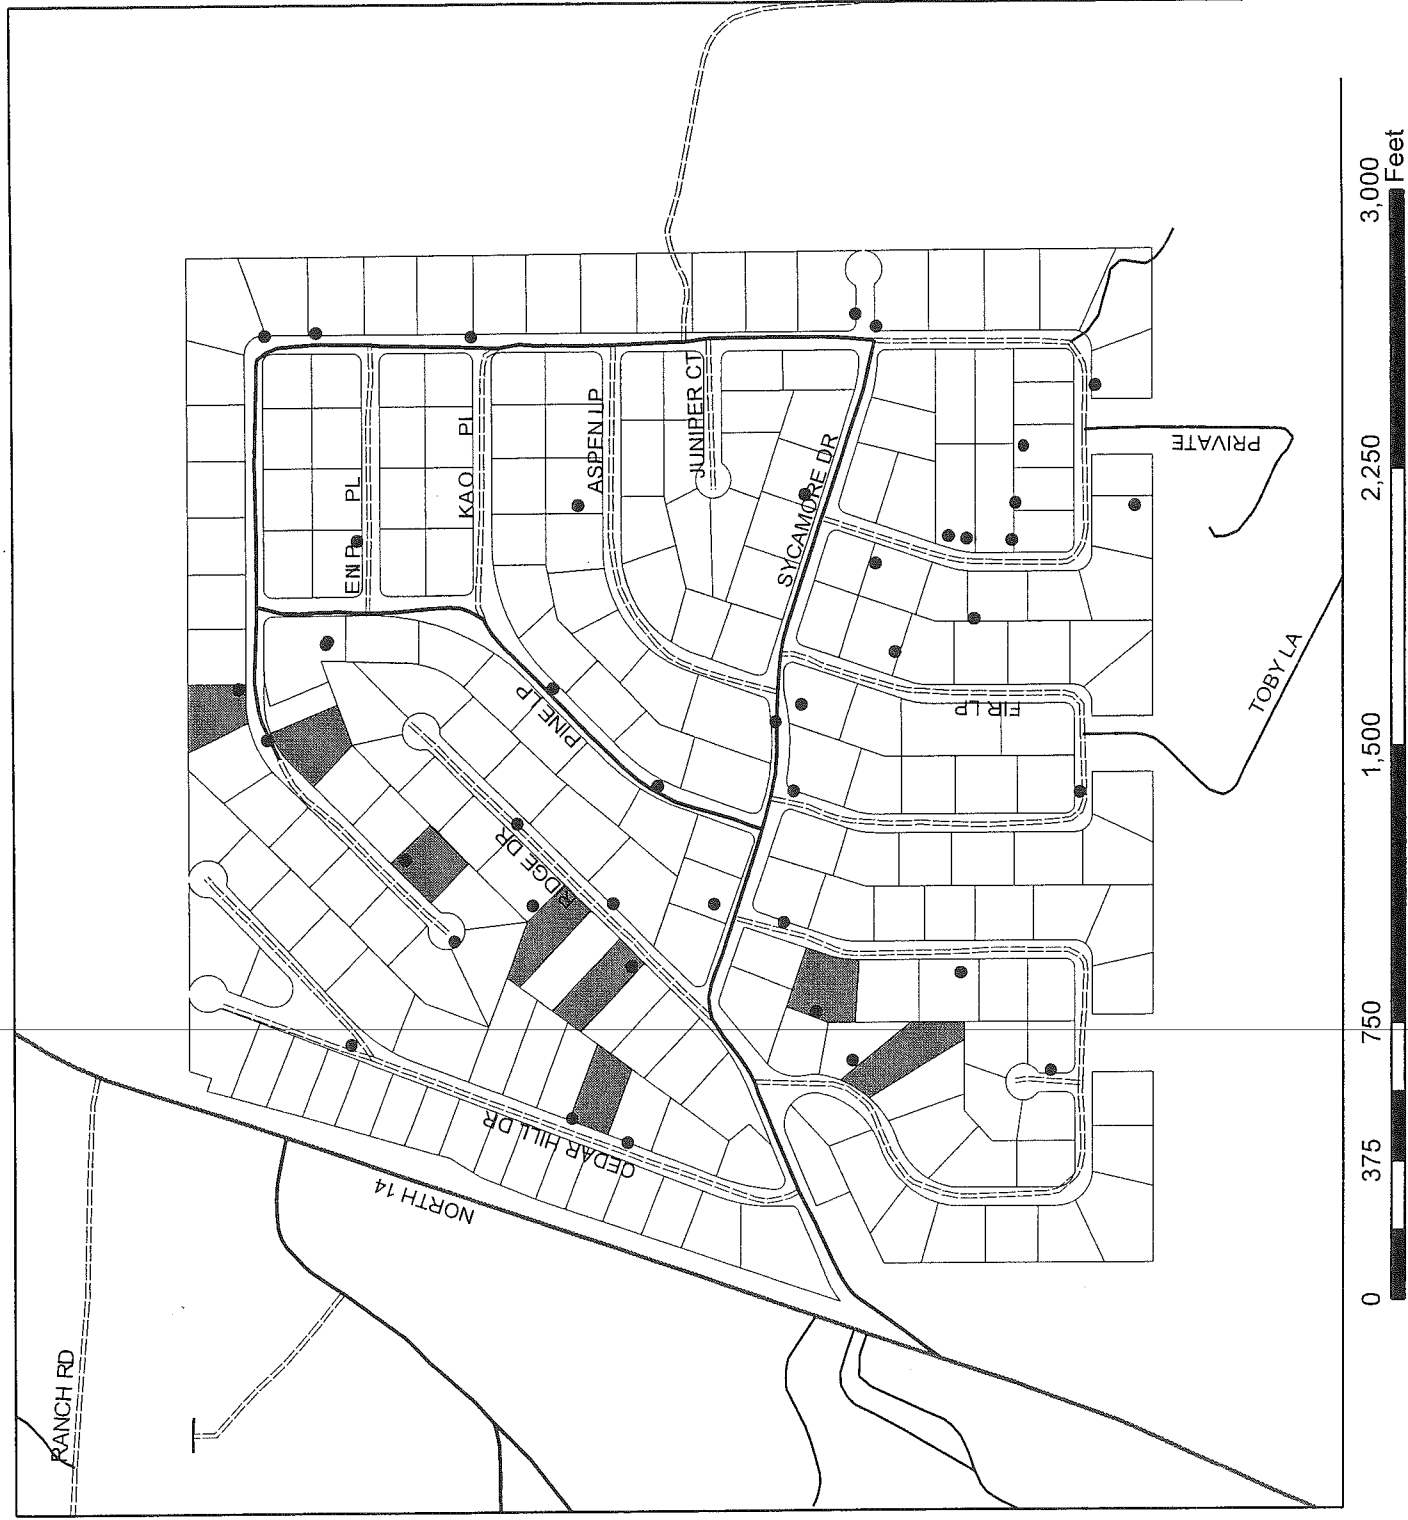 RANCH RD
NORTH 14
CEDAR HILL DR
RIDGE DR
PINE LP
ENI P PL
KAO PL
ASPEN LP
JUNIPER CT
SYCAMORE DR
FIR LP
PRIVATE
TOBY LA
0 375 750 1,500 2,250 3,000
Feet